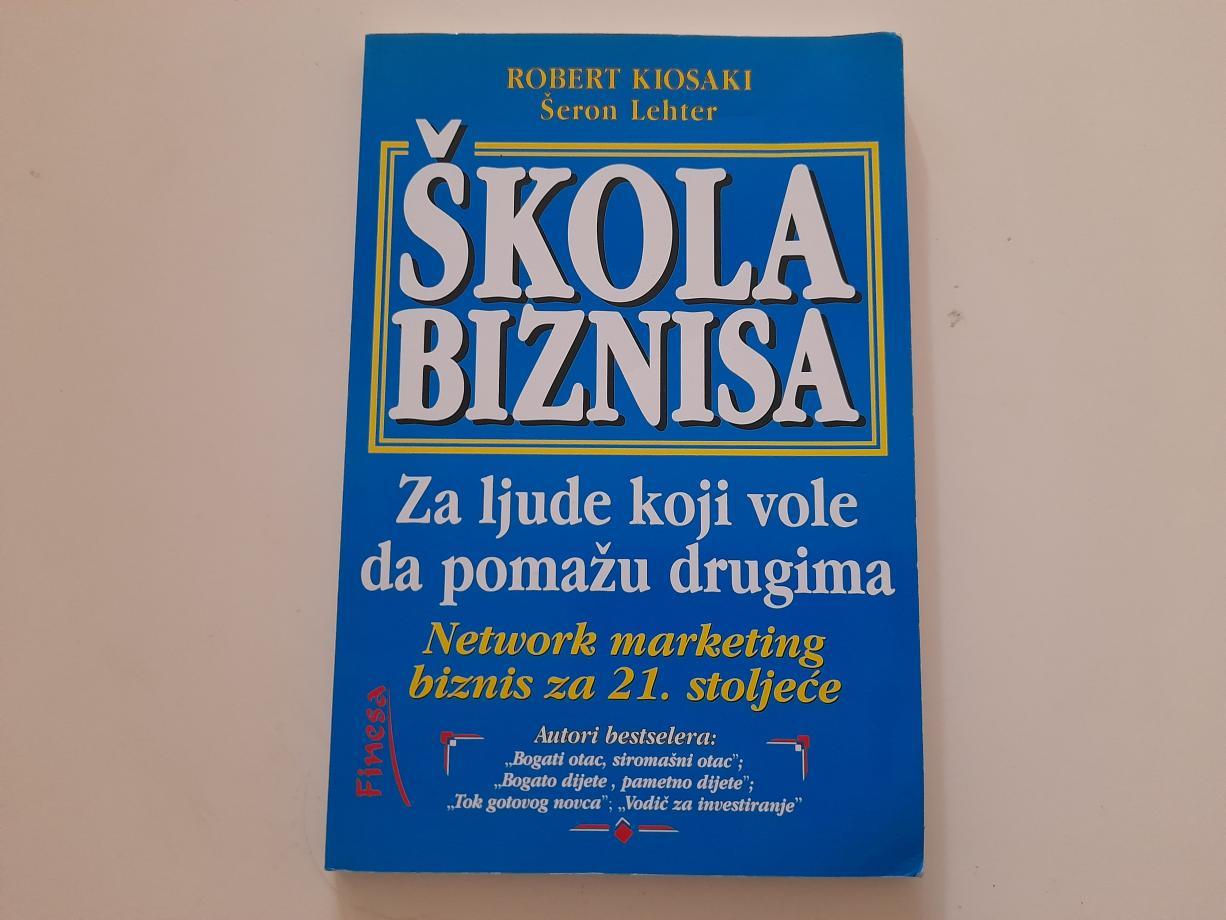 ROBERT KIOSAKI
Šeron Lehter
ŠKOLA
BIZNISA
Za ljude koji vole
da pomažu drugima
Network marketing
biznis za 21. stoljeće
Finesa
Autori bestselera:
„Bogati otac, siromašni otac”;
„Bogato dijete , pametno dijete”;
„Tok gotovog novca”; „Vodič za investiranje”